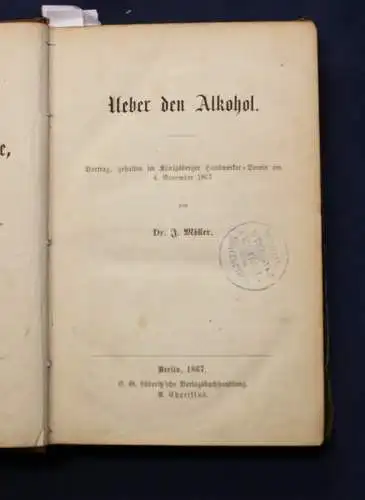 Ueber den Alkohol.
Vortrag, gehalten im Königsberger Handwerker-Verein am
4. November 1867
von
Dr. J. Möller.
Berlin, 1867.
C. G. Lüderitz'sche Verlagsbuchhandlung.
A. Charisius.
e,